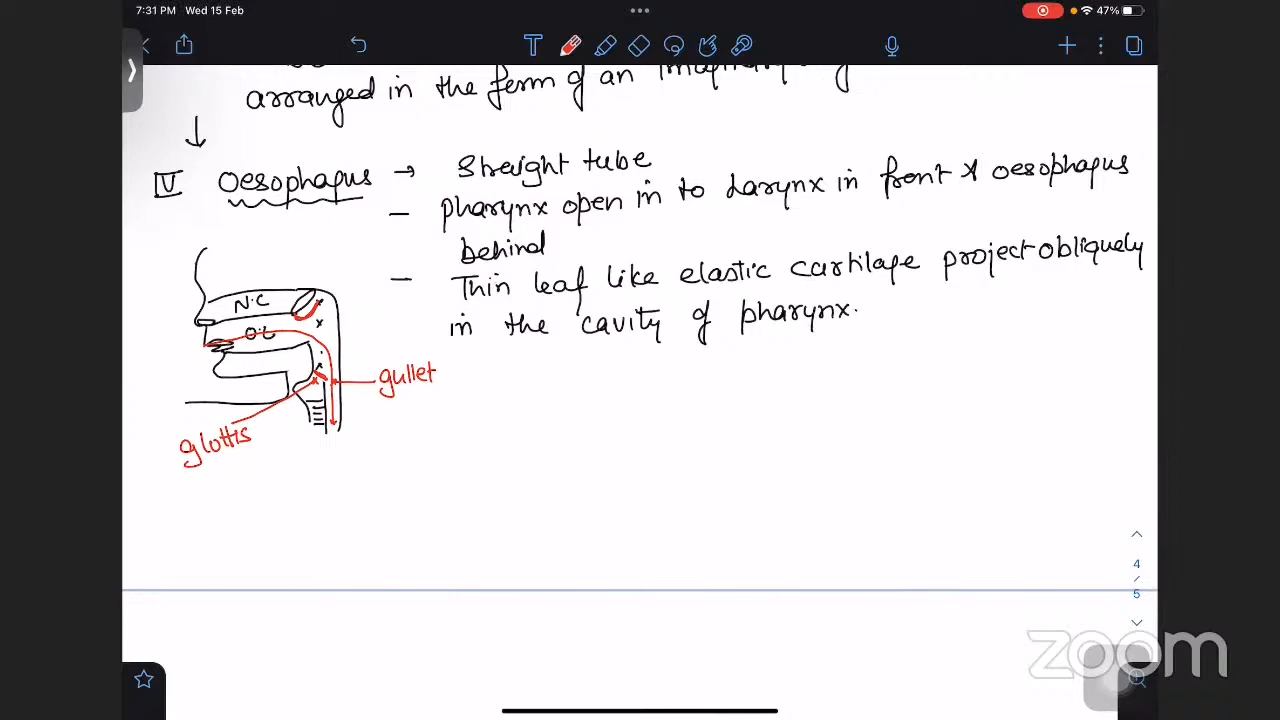 7:31 PM Wed 15 Feb
47%
arranged in the form of an
IV Oesophagus → Straight tube
- pharynx open in to Larynx in front & oesophagus
behind
- Thin leaf like elastic cartilage project obliquely
in the cavity of pharynx.
N.C
O.C
gullet
glottis
4
/
5
zoom